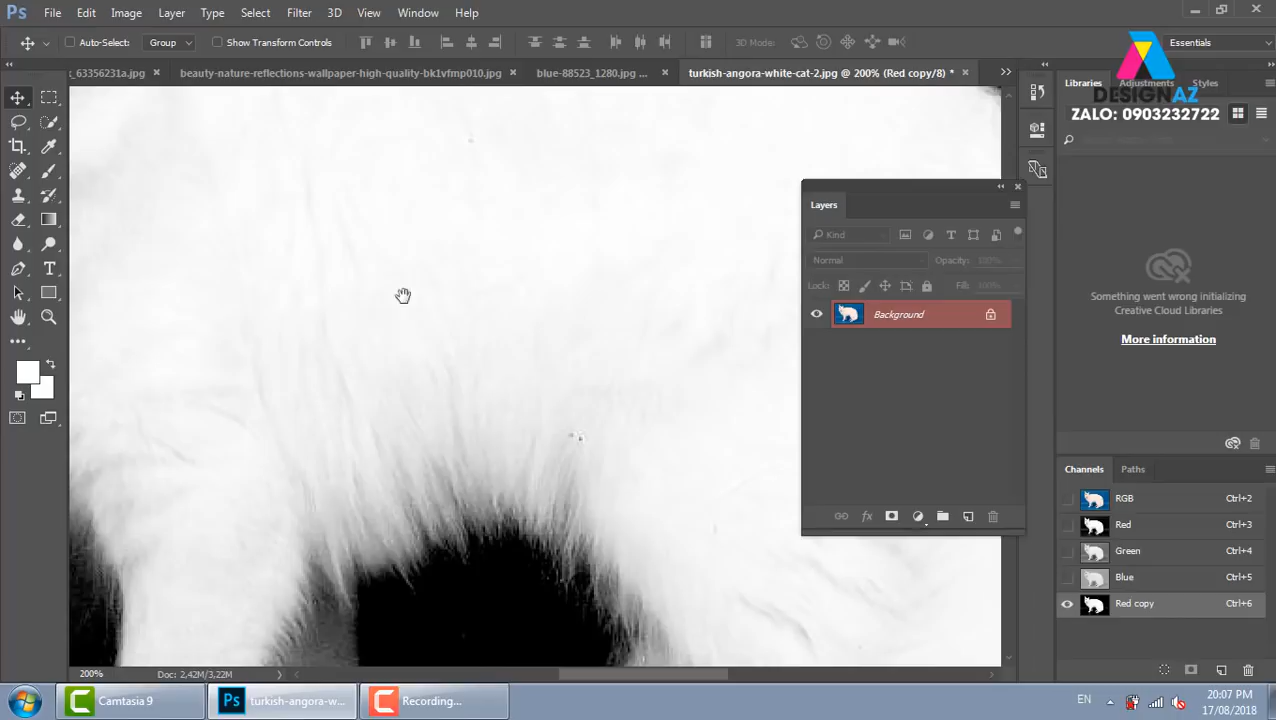 Ps File Edit Image Layer Type Select Filter 3D View Window Help
Auto-Select: Group Show Transform Controls 3D Mode: Essentials
_63356231a.jpg × beauty-nature-reflections-wallpaper-high-quality-bk1vfmp010.jpg × blue-88523_1280.jpg ... × turkish-angora-white-cat-2.jpg @ 200% (Red copy/8) * ×
Libraries Adjustments Styles
DESIGNAZ
ZALO: 0903232722
Layers
Kind
Normal Opacity: 100%
Lock: Fill: 100%
Background
fx
Something went wrong initializing
Creative Cloud Libraries
More information
Channels Paths
RGB Ctrl+2
Red Ctrl+3
Green Ctrl+4
Blue Ctrl+5
Red copy Ctrl+6
200% Doc: 2,42M/3,22M
Camtasia 9 Ps turkish-angora-w... Recording...
EN 20:07 PM
17/08/2018